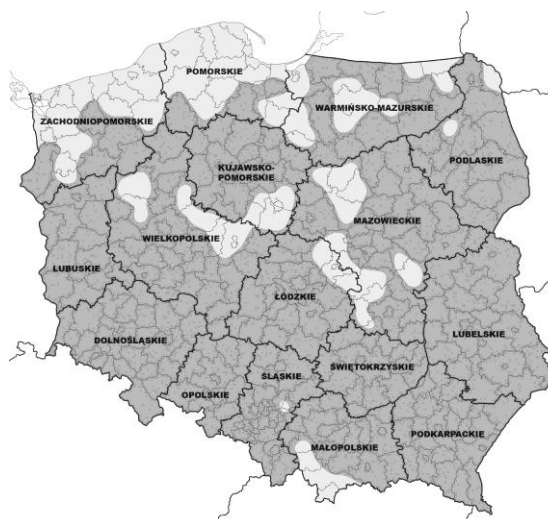 POMORSKIE
ZACHODNIOPOMORSKIE
WARMIŃSKO-MAZURSKIE
PODLASKIE
KUJAWSKO-
POMORSKIE
MAZOWIECKIE
WIELKOPOLSKIE
LUBUSKIE
ŁÓDZKIE
LUBELSKIE
DOLNOŚLĄSKIE
ŚWIĘTOKRZYSKIE
ŚLĄSKIE
OPOLSKIE
PODKARPACKIE
MAŁOPOLSKIE